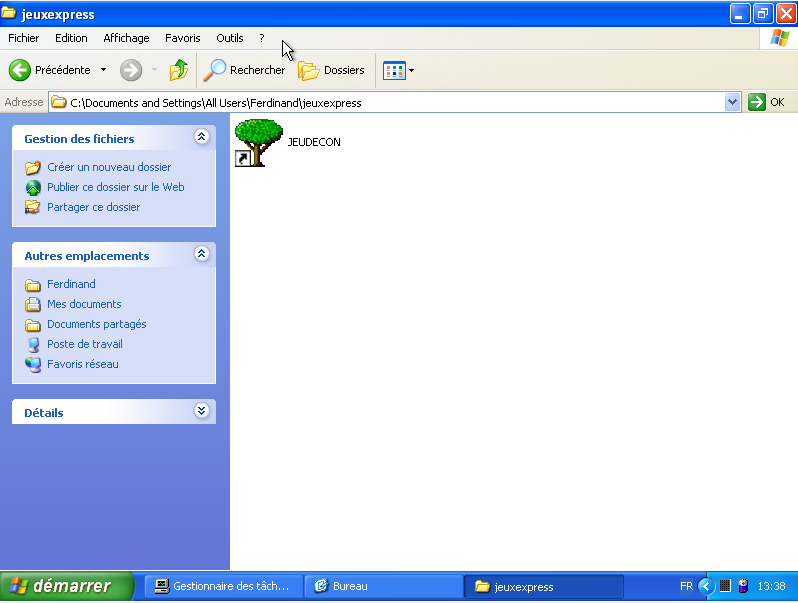 jeuxexpress
Fichier Edition Affichage Favoris Outils ?
Précédente Rechercher Dossiers
Adresse C:\Documents and Settings\All Users\Ferdinand\jeuxexpress OK
Gestion des fichiers
Créer un nouveau dossier
Publier ce dossier sur le Web
Partager ce dossier
Autres emplacements
Ferdinand
Mes documents
Documents partagés
Poste de travail
Favoris réseau
Détails
JEUDECON
démarrer Gestionnaire des tâch... Bureau jeuxexpress FR 13:38